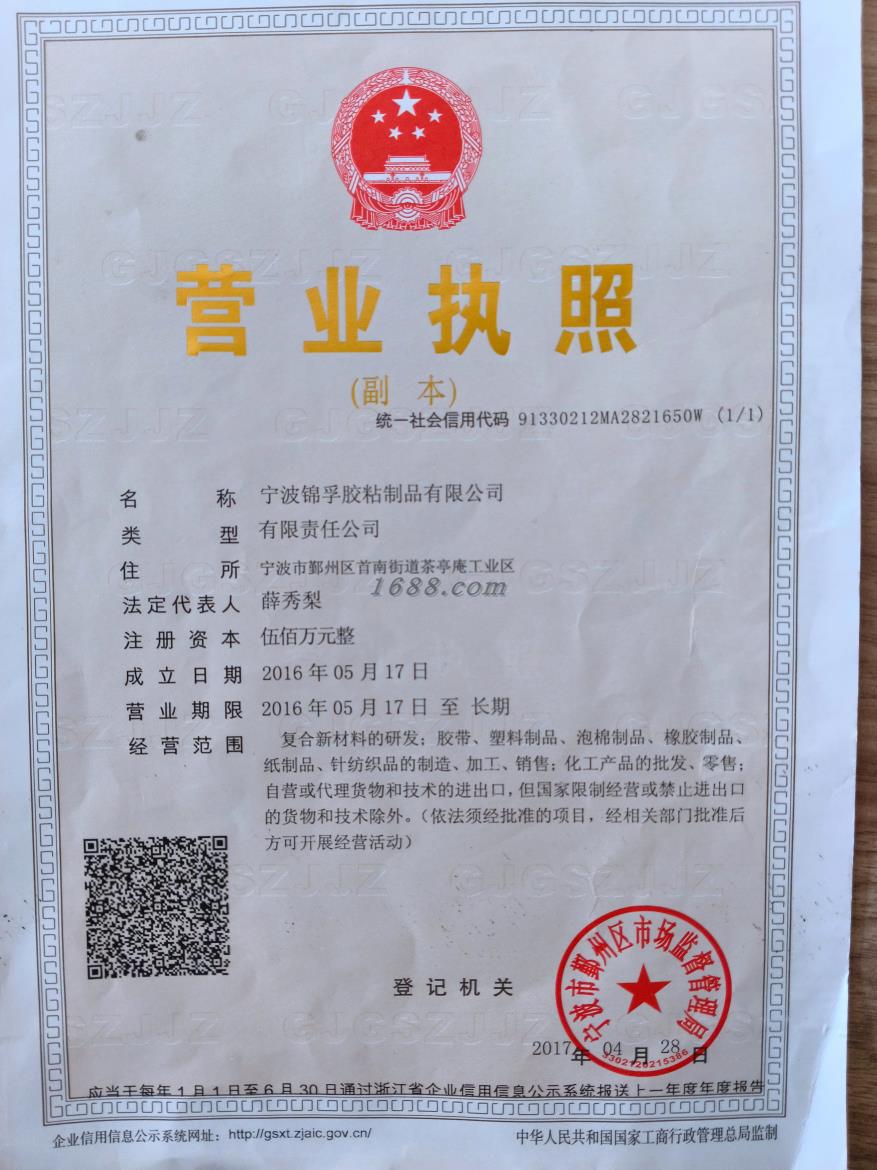 营业执照
(副 本)
统一社会信用代码 91330212MA2821650W (1/1)
名 称 宁波锦孚胶粘制品有限公司
类 型 有限责任公司
住 所 宁波市鄞州区首南街道茶亭庵工业区
1688.com
法定代表人 薛秀梨
注册资本 伍佰万元整
成立日期 2016年05月17日
营业期限 2016年05月17日至长期
经营范围 复合新材料的研发;胶带、塑料制品、泡棉制品、橡胶制品、
纸制品、针纺织品的制造、加工、销售;化工产品的批发、零售;
自营或代理货物和技术的进出口,但国家限制经营或禁止进出口
的货物和技术除外。(依法须经批准的项目,经相关部门批准后
方可开展经营活动)
宁波市鄞州区市场监督管理局
登记机关
2017年04月28日
3302120215386
应当于每年1月1日至6月30日通过浙江省企业信用信息公示系统报送上一年度年度报告
企业信用信息公示系统网址: http://gsxt.zjaic.gov.cn/
中华人民共和国国家工商行政管理总局监制
GJGSZJJZ